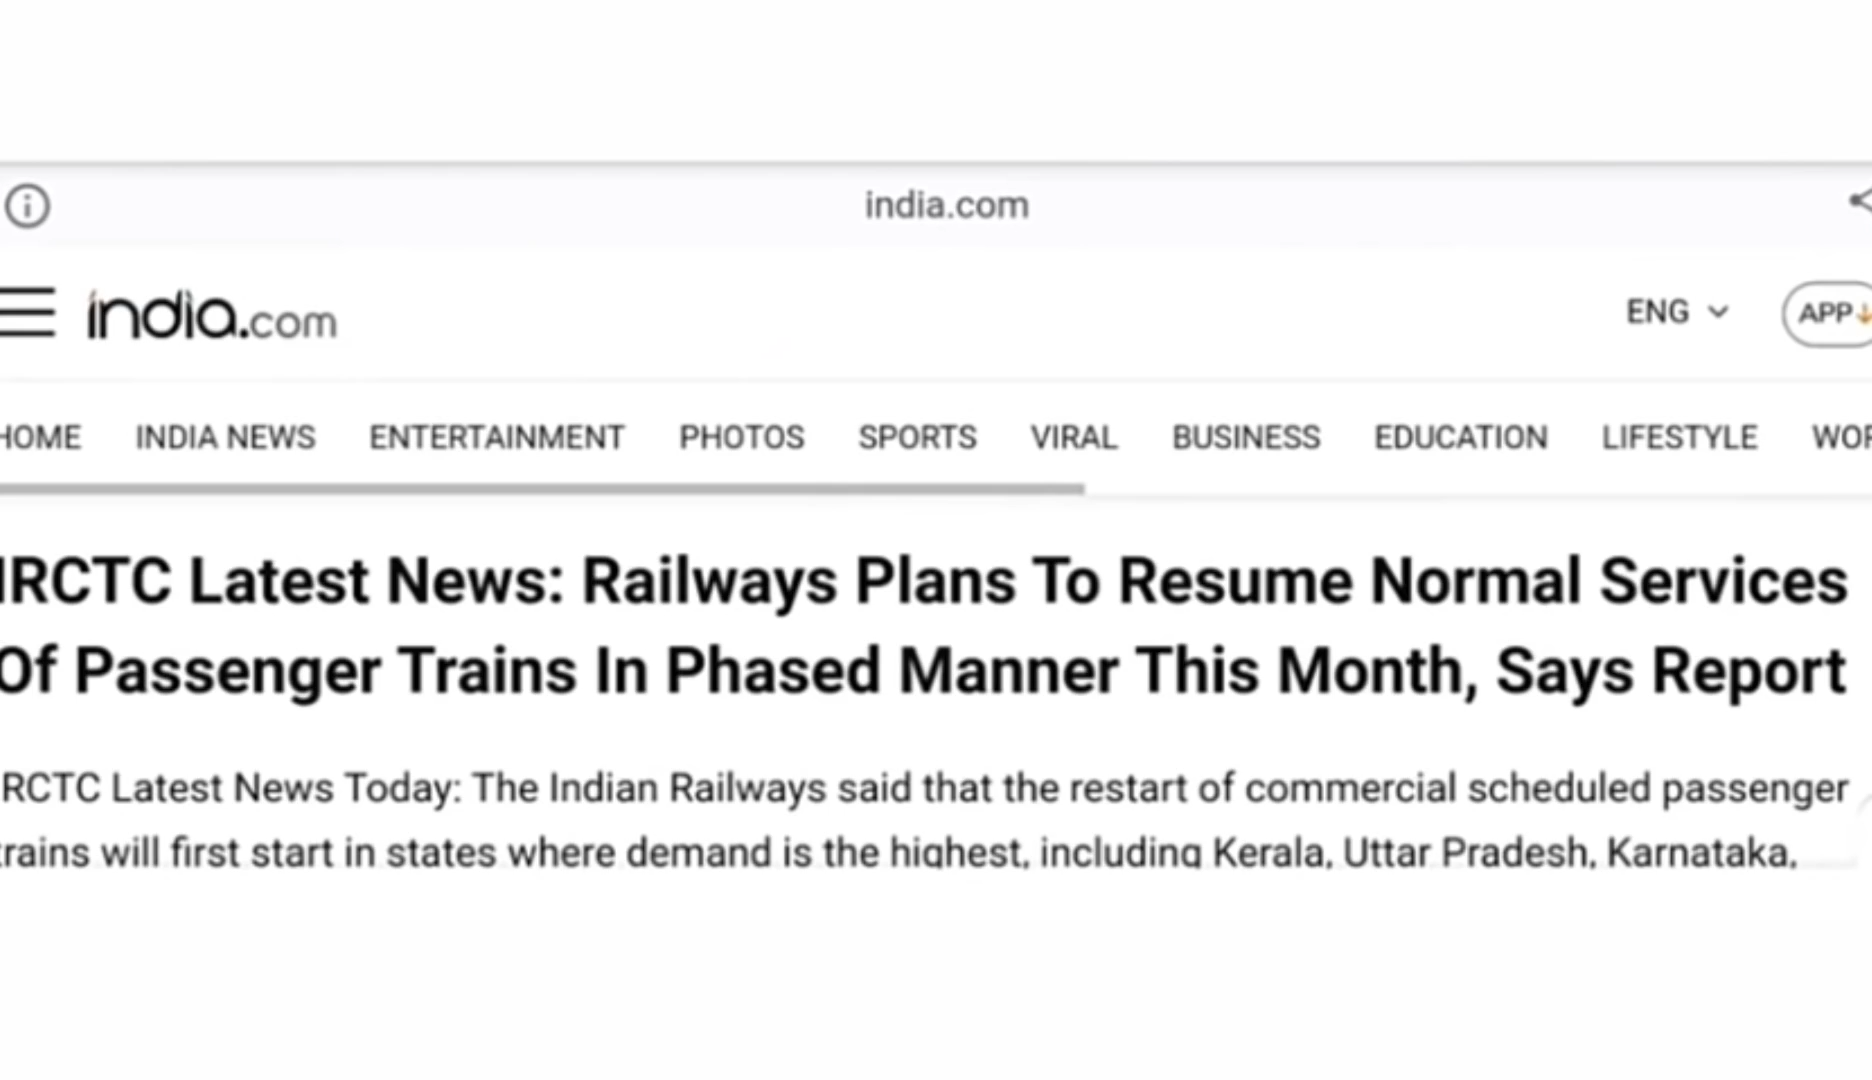 india.com
india.com
ENG
APP
HOME INDIA NEWS ENTERTAINMENT PHOTOS SPORTS VIRAL BUSINESS EDUCATION LIFESTYLE WOR
IRCTC Latest News: Railways Plans To Resume Normal Services
Of Passenger Trains In Phased Manner This Month, Says Report
RCTC Latest News Today: The Indian Railways said that the restart of commercial scheduled passenger
trains will first start in states where demand is the highest, including Kerala, Uttar Pradesh, Karnataka,